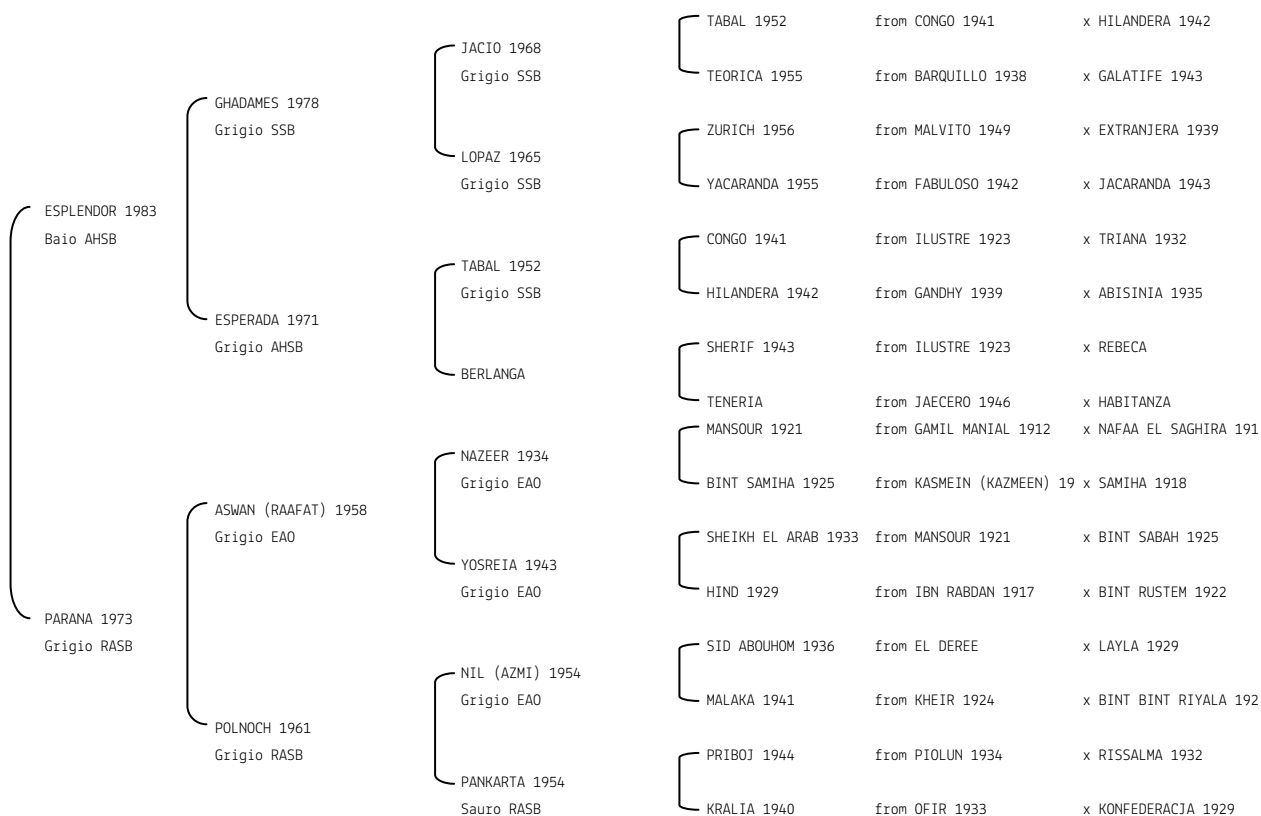 TABAL 1952 from CONGO 1941 x HILANDERA 1942
JACIO 1968
Grigio SSB
TEORICA 1955 from BARQUILLO 1938 x GALATIFE 1943
GHADAMES 1978
Grigio SSB
ZURICH 1956 from MALVITO 1949 x EXTRANJERA 1939
LOPAZ 1965
Grigio SSB
YACARANDA 1955 from FABULOSO 1942 x JACARANDA 1943
ESPLENDOR 1983
Baio AHSB
CONGO 1941 from ILUSTRE 1923 x TRIANA 1932
TABAL 1952
Grigio SSB
HILANDERA 1942 from GANDHY 1939 x ABISINIA 1935
ESPERADA 1971
Grigio AHSB
SHERIF 1943 from ILUSTRE 1923 x REBECA
BERLANGA
TENERIA from JAECERO 1946 x HABITANZA
MANSOUR 1921 from GAMIL MANIAL 1912 x NAFAA EL SAGHIRA 191
NAZEER 1934
Grigio EAO
BINT SAMIHA 1925 from KASMEIN (KAZMEEN) 19 x SAMIHA 1918
ASWAN (RAAFAT) 1958
Grigio EAO
SHEIKH EL ARAB 1933 from MANSOUR 1921 x BINT SABAH 1925
YOSREIA 1943
Grigio EAO
HIND 1929 from IBN RABDAN 1917 x BINT RUSTEM 1922
PARANA 1973
Grigio RASB
SID ABOUHOM 1936 from EL DEREE x LAYLA 1929
NIL (AZMI) 1954
Grigio EAO
MALAKA 1941 from KHEIR 1924 x BINT BINT RIYALA 192
POLNOCH 1961
Grigio RASB
PRIBOJ 1944 from PIOLUN 1934 x RISSALMA 1932
PANKARTA 1954
Sauro RASB
KRALIA 1940 from OFIR 1933 x KONFEDERACJA 1929